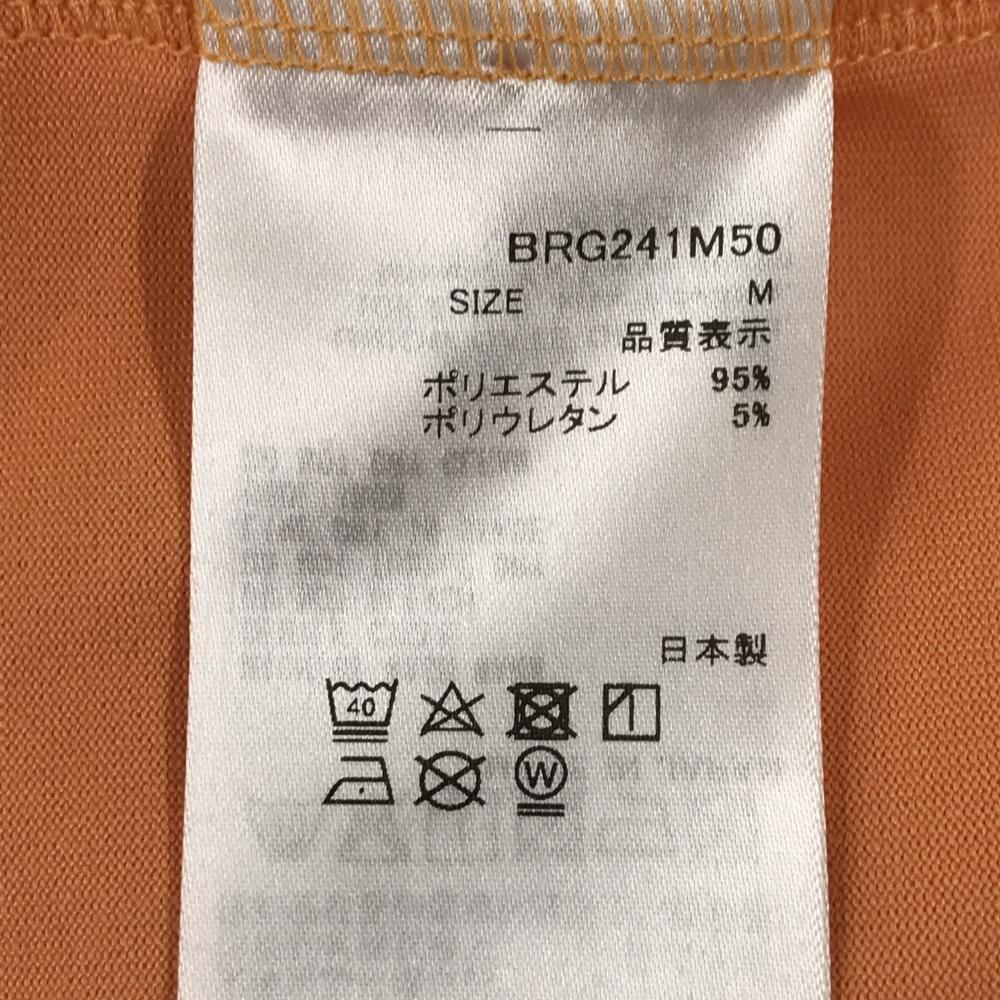 BRG241M50
SIZE M
品質表示
ポリエステル 95%
ポリウレタン 5%
日本製
40
W